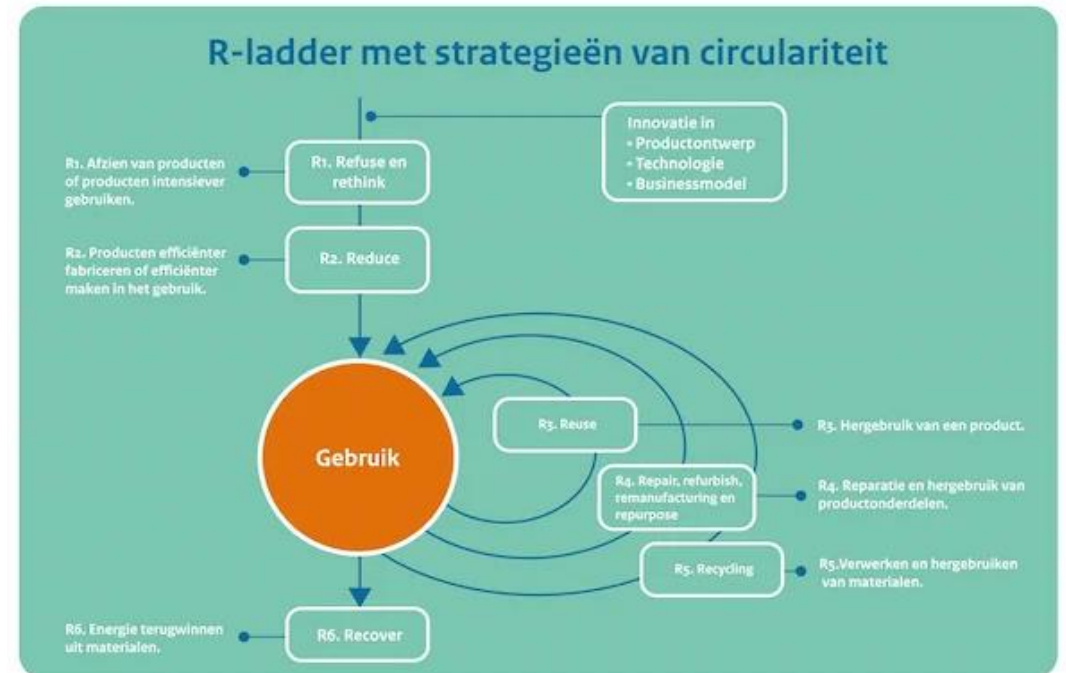 R-ladder met strategieën van circulariteit
Innovatie in
• Productontwerp
• Technologie
• Businessmodel
R1. Afzien van producten
of producten intensiever
gebruiken.
R1. Refuse en
rethink
R2. Producten efficiënter
fabriceren of efficiënter
maken in het gebruik.
R2. Reduce
Gebruik
R3. Reuse
R3. Hergebruik van een product.
R4. Repair, refurbish,
remanufacturing en
repurpose
R4. Reparatie en hergebruik van
productonderdelen.
R5. Recycling
R5.Verwerken en hergebruiken
van materialen.
R6. Energie terugwinnen
uit materialen.
R6. Recover